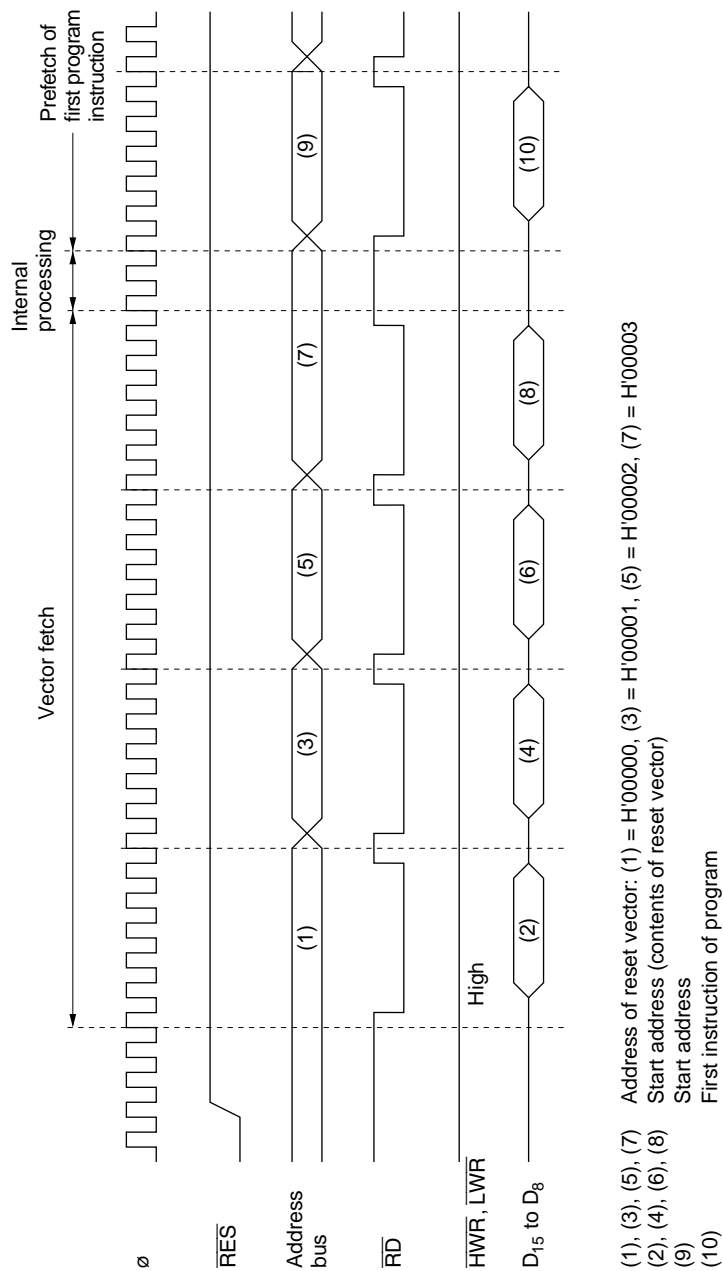 Vector fetch
Internal
processing
Prefetch of
first program
instruction
ø
RES
Address
bus
(1)
(3)
(5)
(7)
(9)
RD
HWR, LWR
High
D15 to D8
(2)
(4)
(6)
(8)
(10)
(1), (3), (5), (7) Address of reset vector: (1) = H'00000, (3) = H'00001, (5) = H'00002, (7) = H'00003
(2), (4), (6), (8) Start address (contents of reset vector)
(9) Start address
(10) First instruction of program